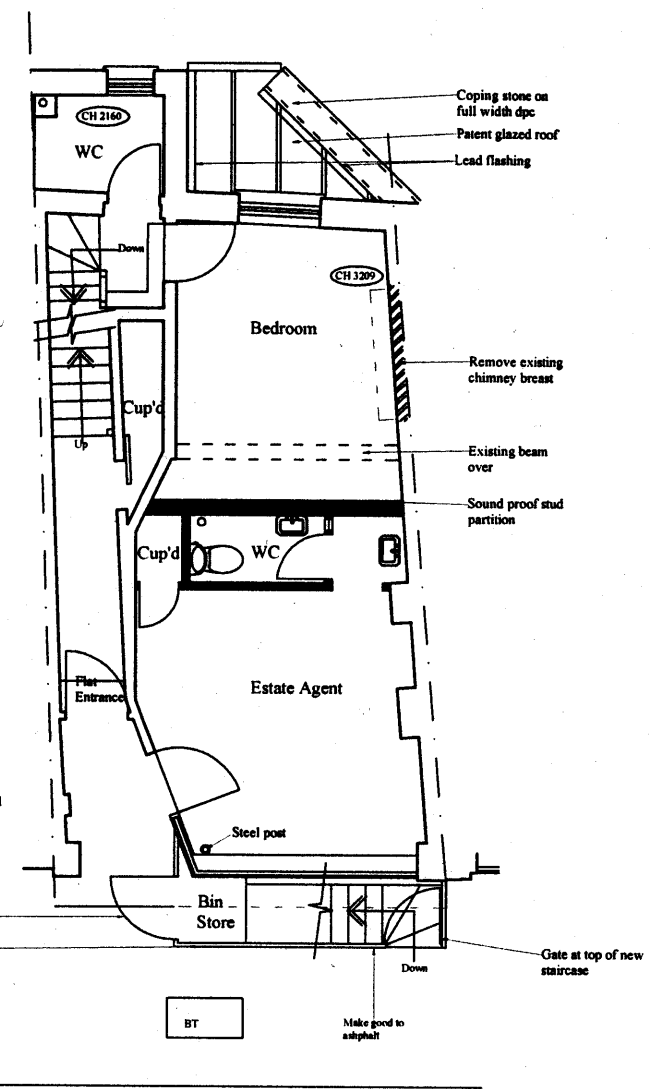 Coping stone on
full width dpc
CH 2160
Patent glazed roof
WC
Lead flashing
Down
CH 3209
Bedroom
Remove existing
chimney breast
Cup'd
Up
Existing beam
over
Sound proof stud
partition
Cup'd
WC
Flat
Entrance
Estate Agent
Steel post
Bin
Store
Gate at top of new
staircase
Down
BT
Make good to
ashphalt